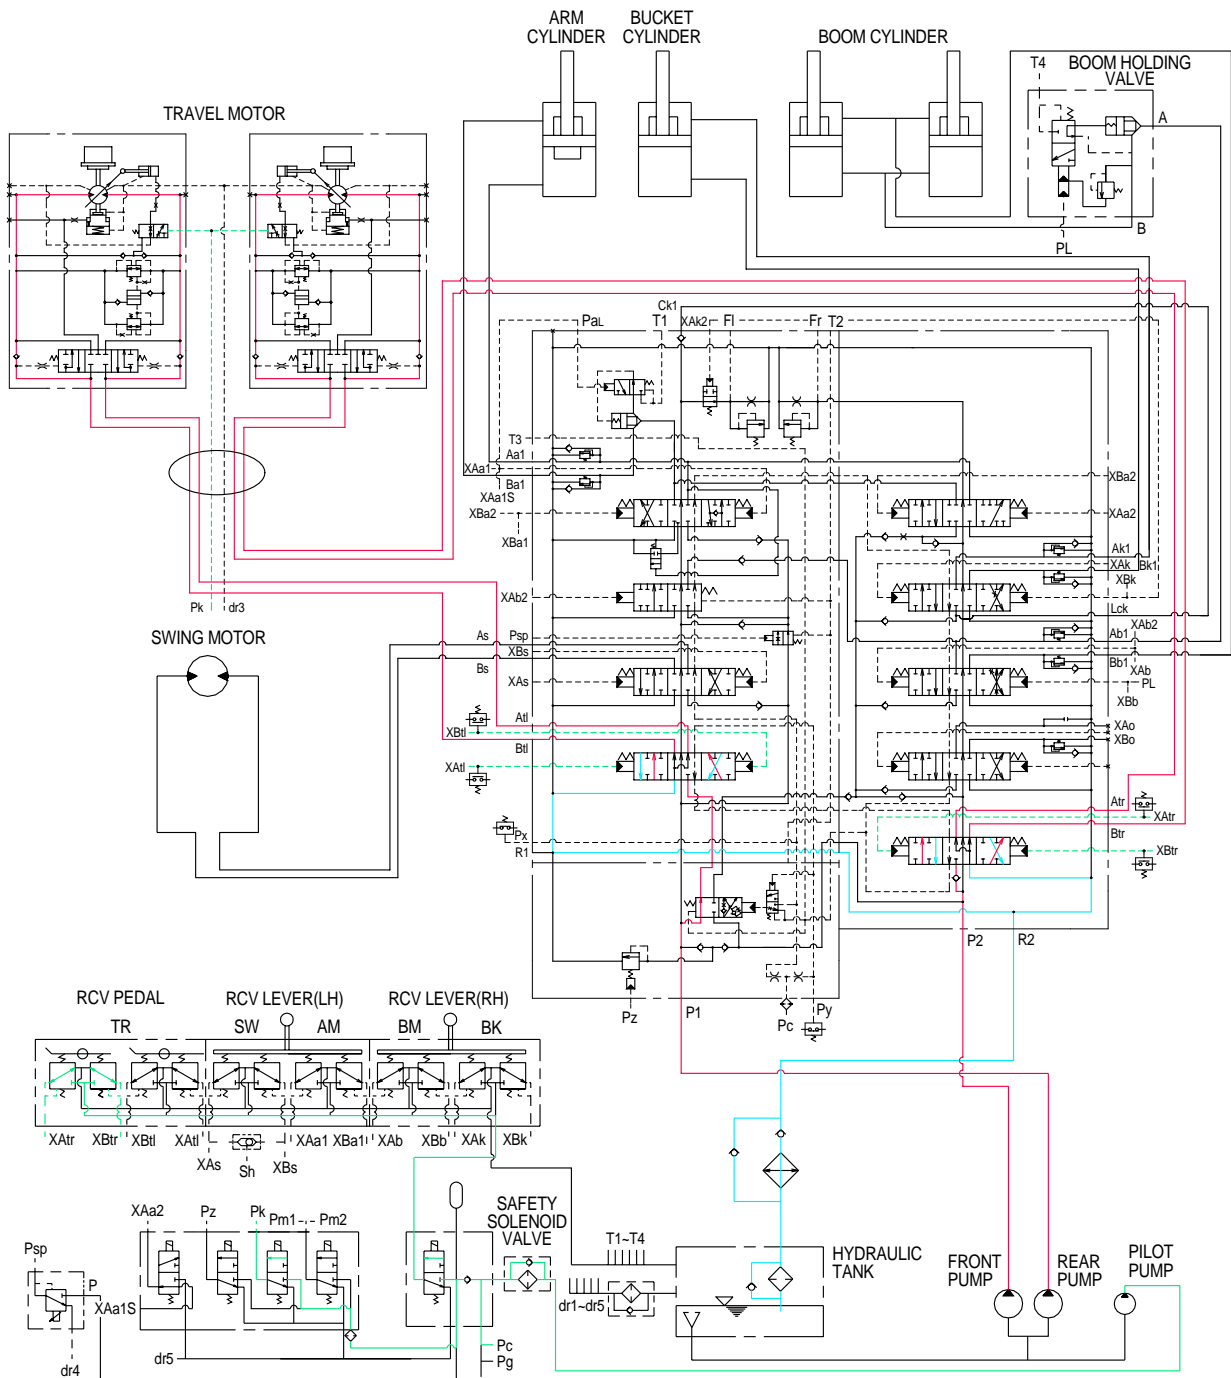 ARM
CYLINDER
BUCKET
CYLINDER
BOOM CYLINDER
T4
BOOM HOLDING
VALVE
A
B
PL
TRAVEL MOTOR
Pk
dr3
Ck1
PaL
T1
XAk2
Fl
Fr
T2
T3
Aa1
XAa1
Ba1
XAa1S
XBa2
XBa1
XBa2
XAa2
Ak1
XAk
Bk1
XBk
XAb2
Lck
XAb2
Ab1
Bb1
XAb
PL
XBb
SWING MOTOR
As
Psp
XBs
Bs
XAs
Atl
XBtl
Btl
XAtl
XAo
XBo
Atr
XAtr
Btr
XBtr
Px
R1
P2
R2
Pz
P1
Pc
Py
RCV PEDAL
RCV LEVER(LH)
RCV LEVER(RH)
TR
SW
AM
BM
BK
XAtr
XBtr
XBtl
XAtl
XAs
Sh
XBs
XAa1
XBa1
XAb
XBb
XAk
XBk
XAa2
Pz
Pk
Pm1
Pm2
SAFETY
SOLENOID
VALVE
T1~T4
dr1~dr5
HYDRAULIC
TANK
FRONT
PUMP
REAR
PUMP
PILOT
PUMP
Psp
P
XAa1S
dr4
dr5
Pc
Pg